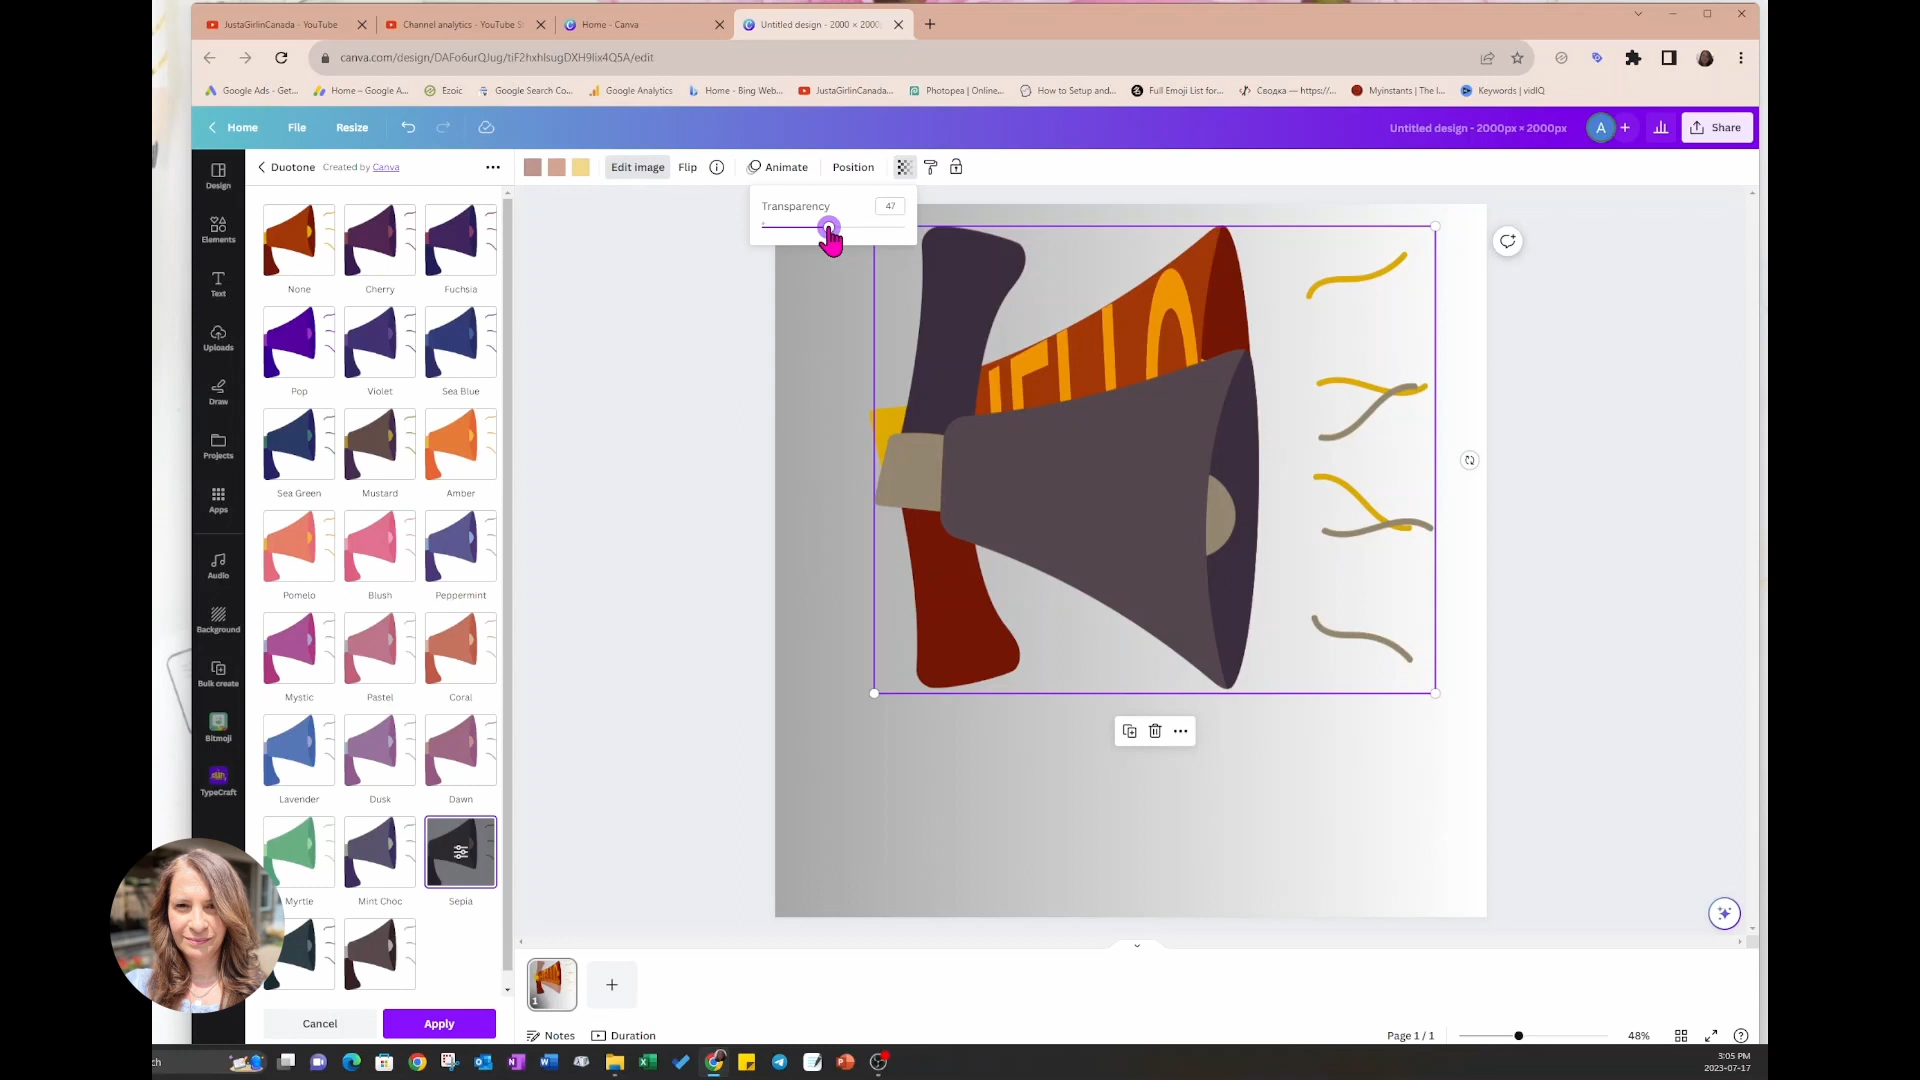 JustaGirlinCanada - YouTube
Channel analytics - YouTube St
Home - Canva
Untitled design - 2000 × 2000p
canva.com/design/DAFo6urQJug/tiF2hxhIsugDXH9Iix4Q5A/edit
Google Ads - Get...
Home – Google A...
Ezoic
Google Search Co...
Google Analytics
Home - Bing Web...
JustaGirlinCanada...
Photopea | Online...
How to Setup and...
Full Emoji List for...
Сводка — https://...
Myinstants | The l...
Keywords | vidIQ
Home
File
Resize
Untitled design - 2000px × 2000px
A
+
Share
Design
Elements
Text
Uploads
Draw
Projects
Apps
Audio
Background
Bulk create
Bitmoji
TypeCraft
Duotone Created by Canva
Edit image
Flip
Animate
Position
Transparency 47
None
Cherry
Fuchsia
Pop
Violet
Sea Blue
Sea Green
Mustard
Amber
Pomelo
Blush
Peppermint
Mystic
Pastel
Coral
Lavender
Dusk
Dawn
Myrtle
Mint Choc
Sepia
Cancel
Apply
1
Notes
Duration
Page 1 / 1
48%
ch
3:05 PM
2023-07-17